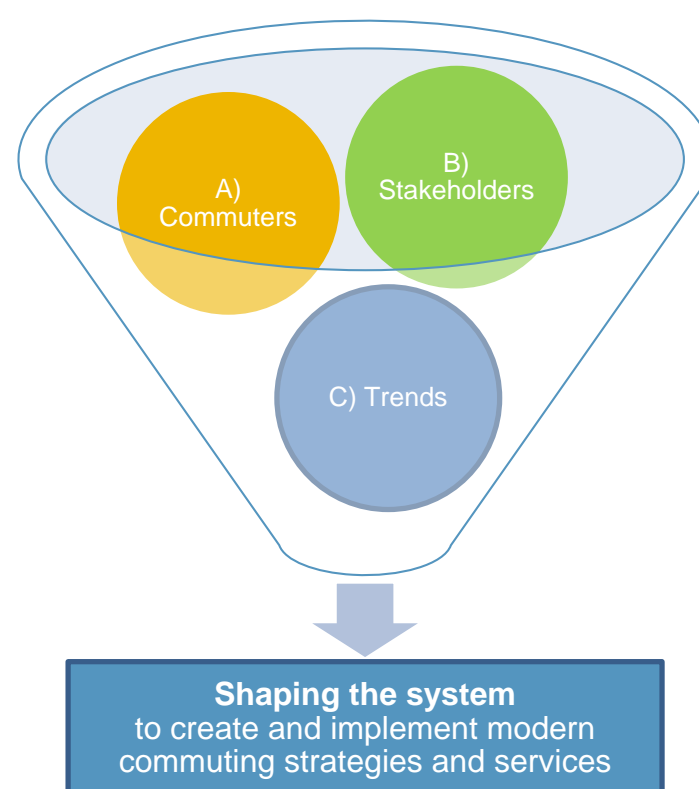 A)
Commuters
B)
Stakeholders
C) Trends
Shaping the system
to create and implement modern
commuting strategies and services